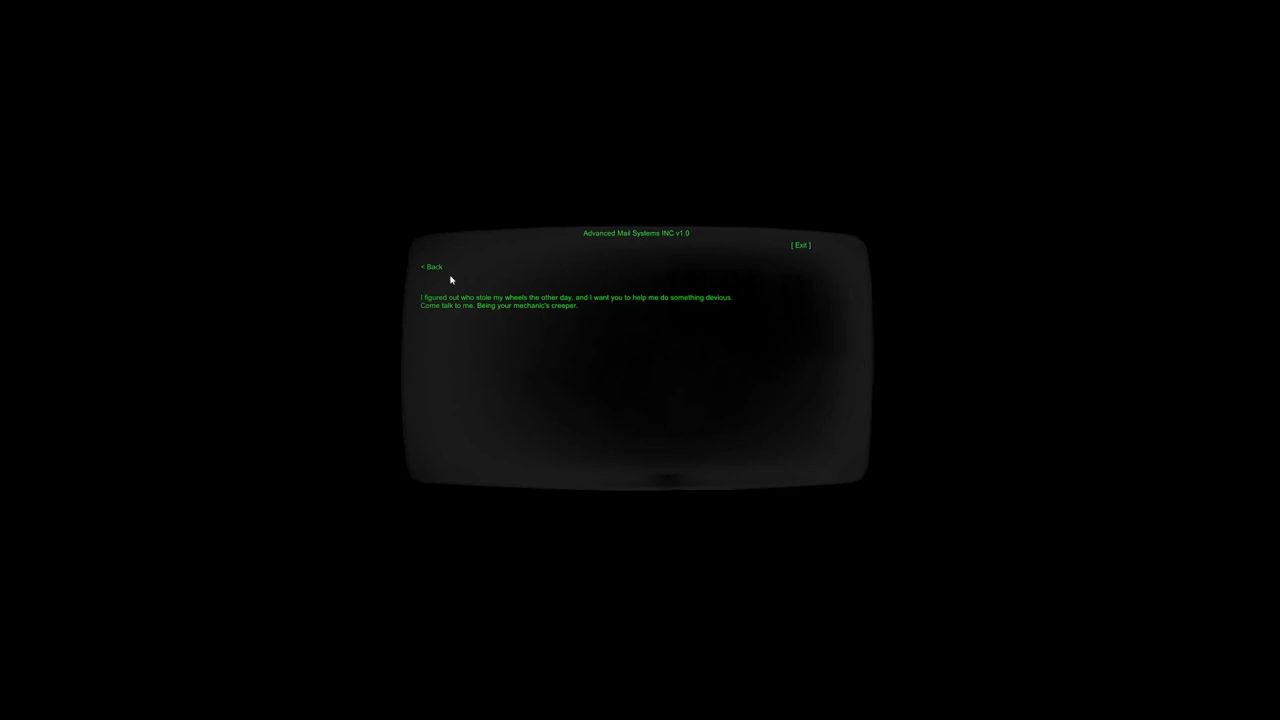 Advanced Mail Systems INC v1.0
[ Exit ]
< Back
I figured out who stole my wheels the other day, and I want you to help me do something devious.
Come talk to me. Being your mechanic's creeper.